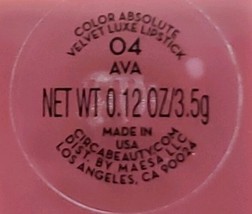 COLOR ABSOLUTE
VELVET LUXE LIPSTICK
04
AVA
NET WT 0.12 OZ/3.5g
MADE IN
USA
CIRCABEAUTY.COM
DIST. BY MAESA LLC
LOS ANGELES, CA 90034